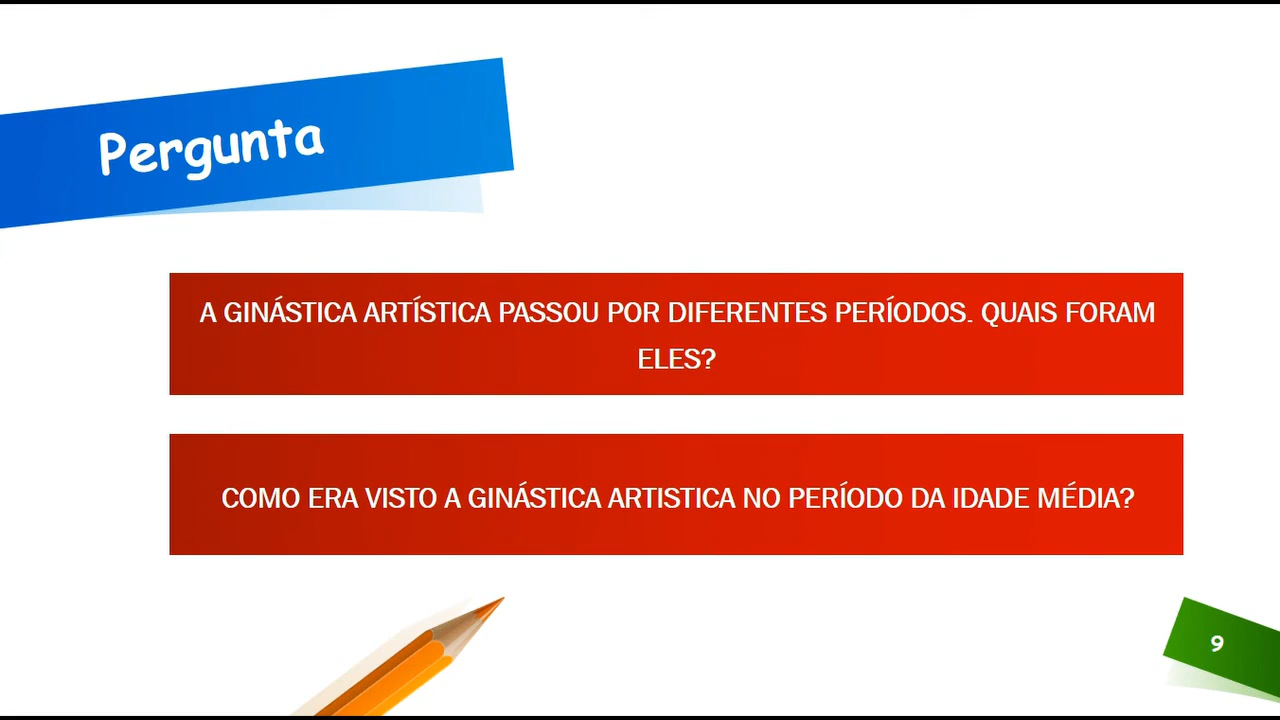 Pergunta
A GINÁSTICA ARTÍSTICA PASSOU POR DIFERENTES PERÍODOS. QUAIS FORAM
ELES?
COMO ERA VISTO A GINÁSTICA ARTISTICA NO PERÍODO DA IDADE MÉDIA?
9